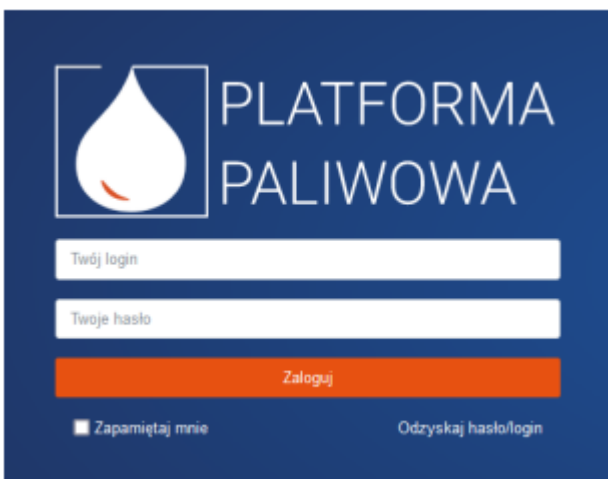 PLATFORMA
PALIWOWA
Twój login
Twoje hasło
Zaloguj
Zapamiętaj mnie
Odzyskaj hasło/login